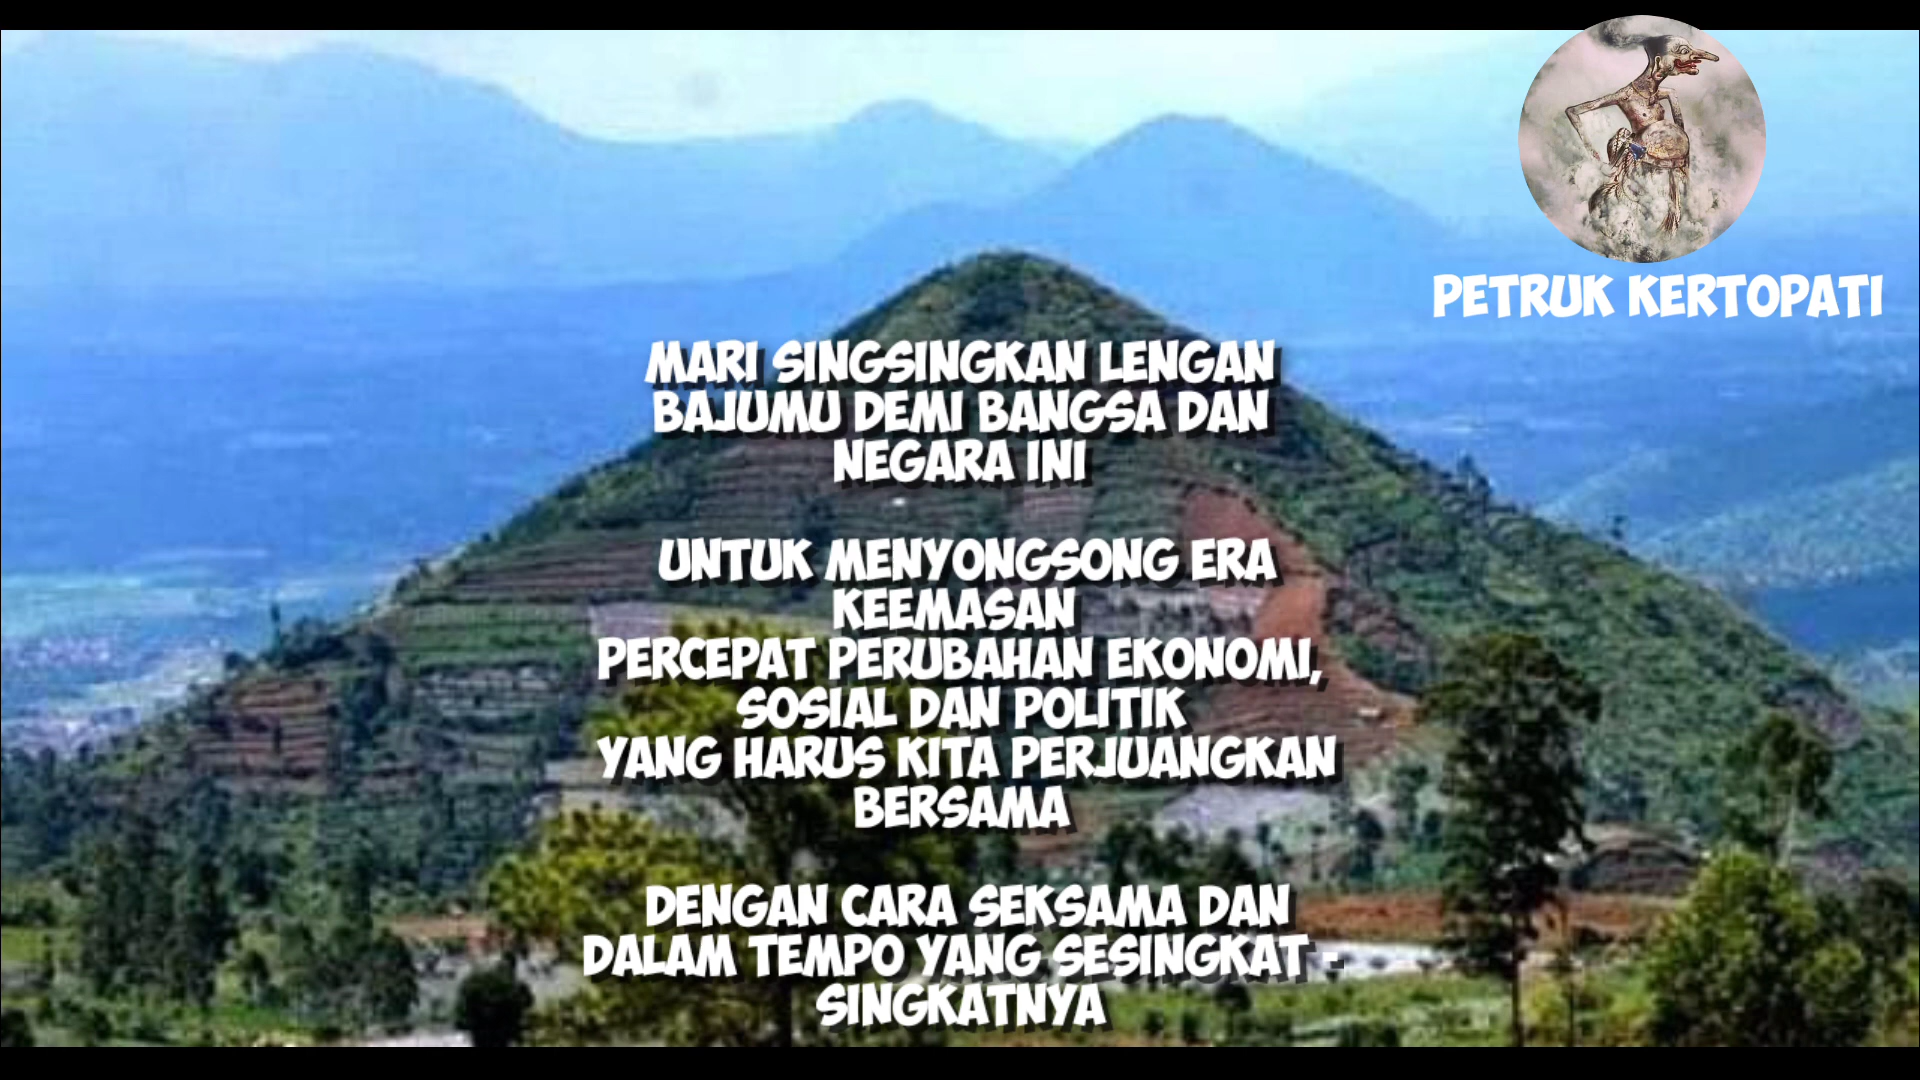 PETRUK KERTOPATI
MARI SINGSINGKAN LENGAN
BAJUMU DEMI BANGSA DAN
NEGARA INI
UNTUK MENYONGSONG ERA
KEEMASAN
PERCEPAT PERUBAHAN EKONOMI,
SOSIAL DAN POLITIK
YANG HARUS KITA PERJUANGKAN
BERSAMA
DENGAN CARA SEKSAMA DAN
DALAM TEMPO YANG SESINGKAT -
SINGKATNYA